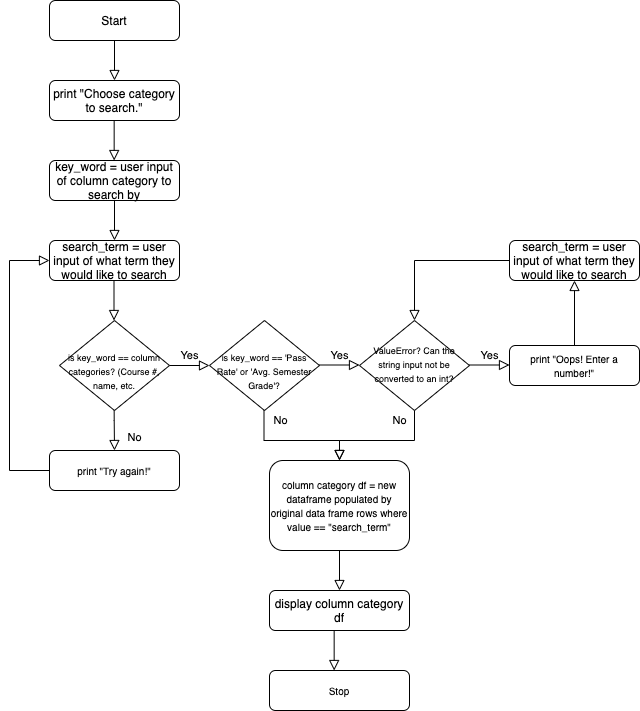 Start
print "Choose category
to search."
key_word = user input
of column category to
search by
search_term = user
input of what term they
would like to search
search_term = user
input of what term they
would like to search
is key_word == column
categories? (Course #,
name, etc.
Yes
is key_word == 'Pass
Rate' or 'Avg. Semester
Grade'?
Yes
ValueError? Can the
string input not be
converted to an int?
Yes
print "Oops! Enter a
number!"
No
No
No
print "Try again!"
column category df = new
dataframe populated by
original data frame rows where
value == "search_term"
display column category
df
Stop